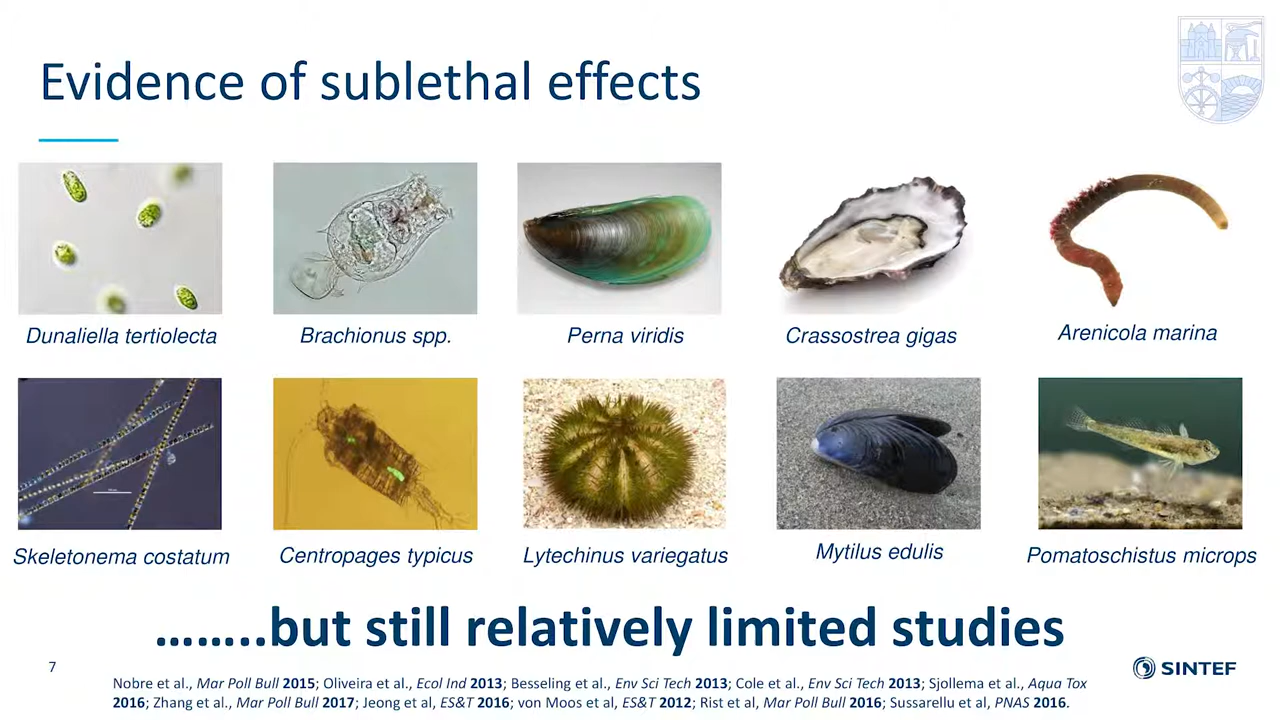 Evidence of sublethal effects
Dunaliella tertiolecta
Brachionus spp.
Perna viridis
Crassostrea gigas
Arenicola marina
Skeletonema costatum
Centropages typicus
Lytechinus variegatus
Mytilus edulis
Pomatoschistus microps
……..but still relatively limited studies
7
SINTEF
Nobre et al., Mar Poll Bull 2015; Oliveira et al., Ecol Ind 2013; Besseling et al., Env Sci Tech 2013; Cole et al., Env Sci Tech 2013; Sjollema et al., Aqua Tox
2016; Zhang et al., Mar Poll Bull 2017; Jeong et al, ES&T 2016; von Moos et al, ES&T 2012; Rist et al, Mar Poll Bull 2016; Sussarellu et al, PNAS 2016.